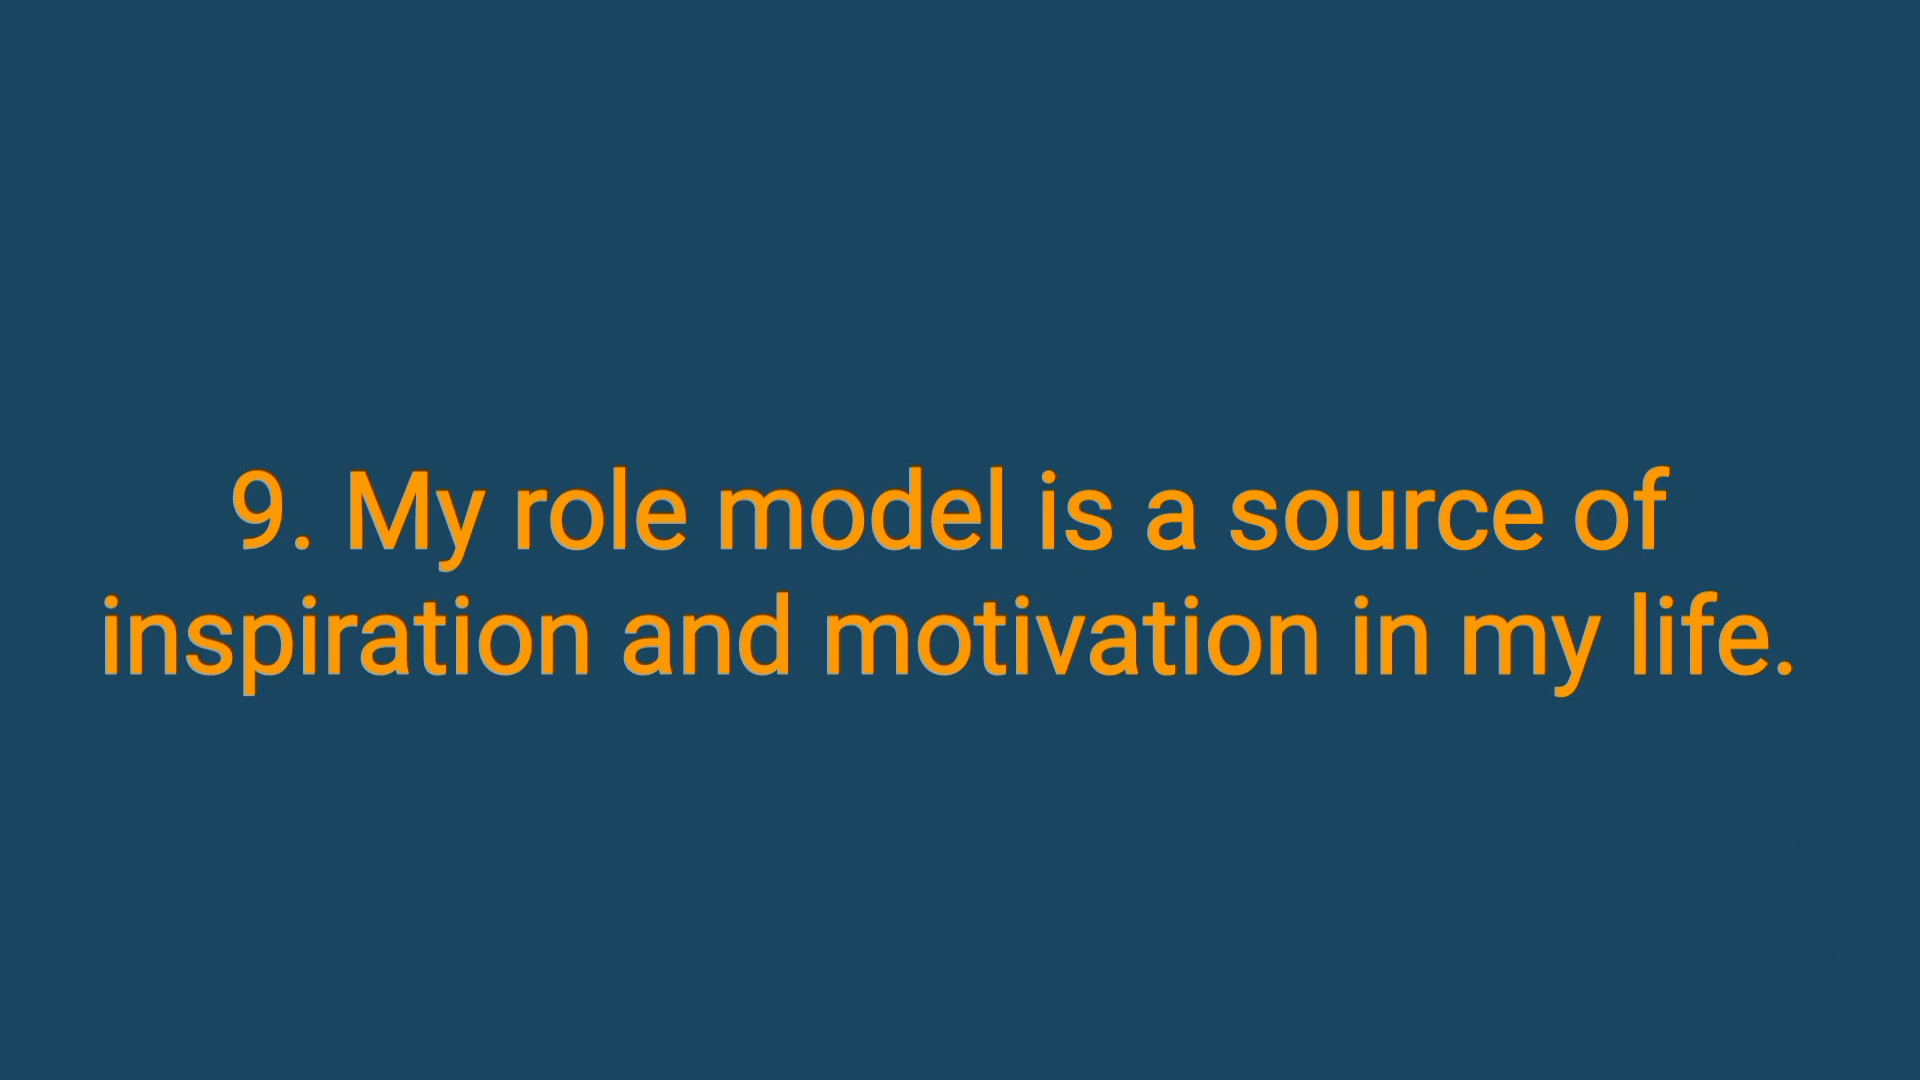 9. My role model is a source of
inspiration and motivation in my life.